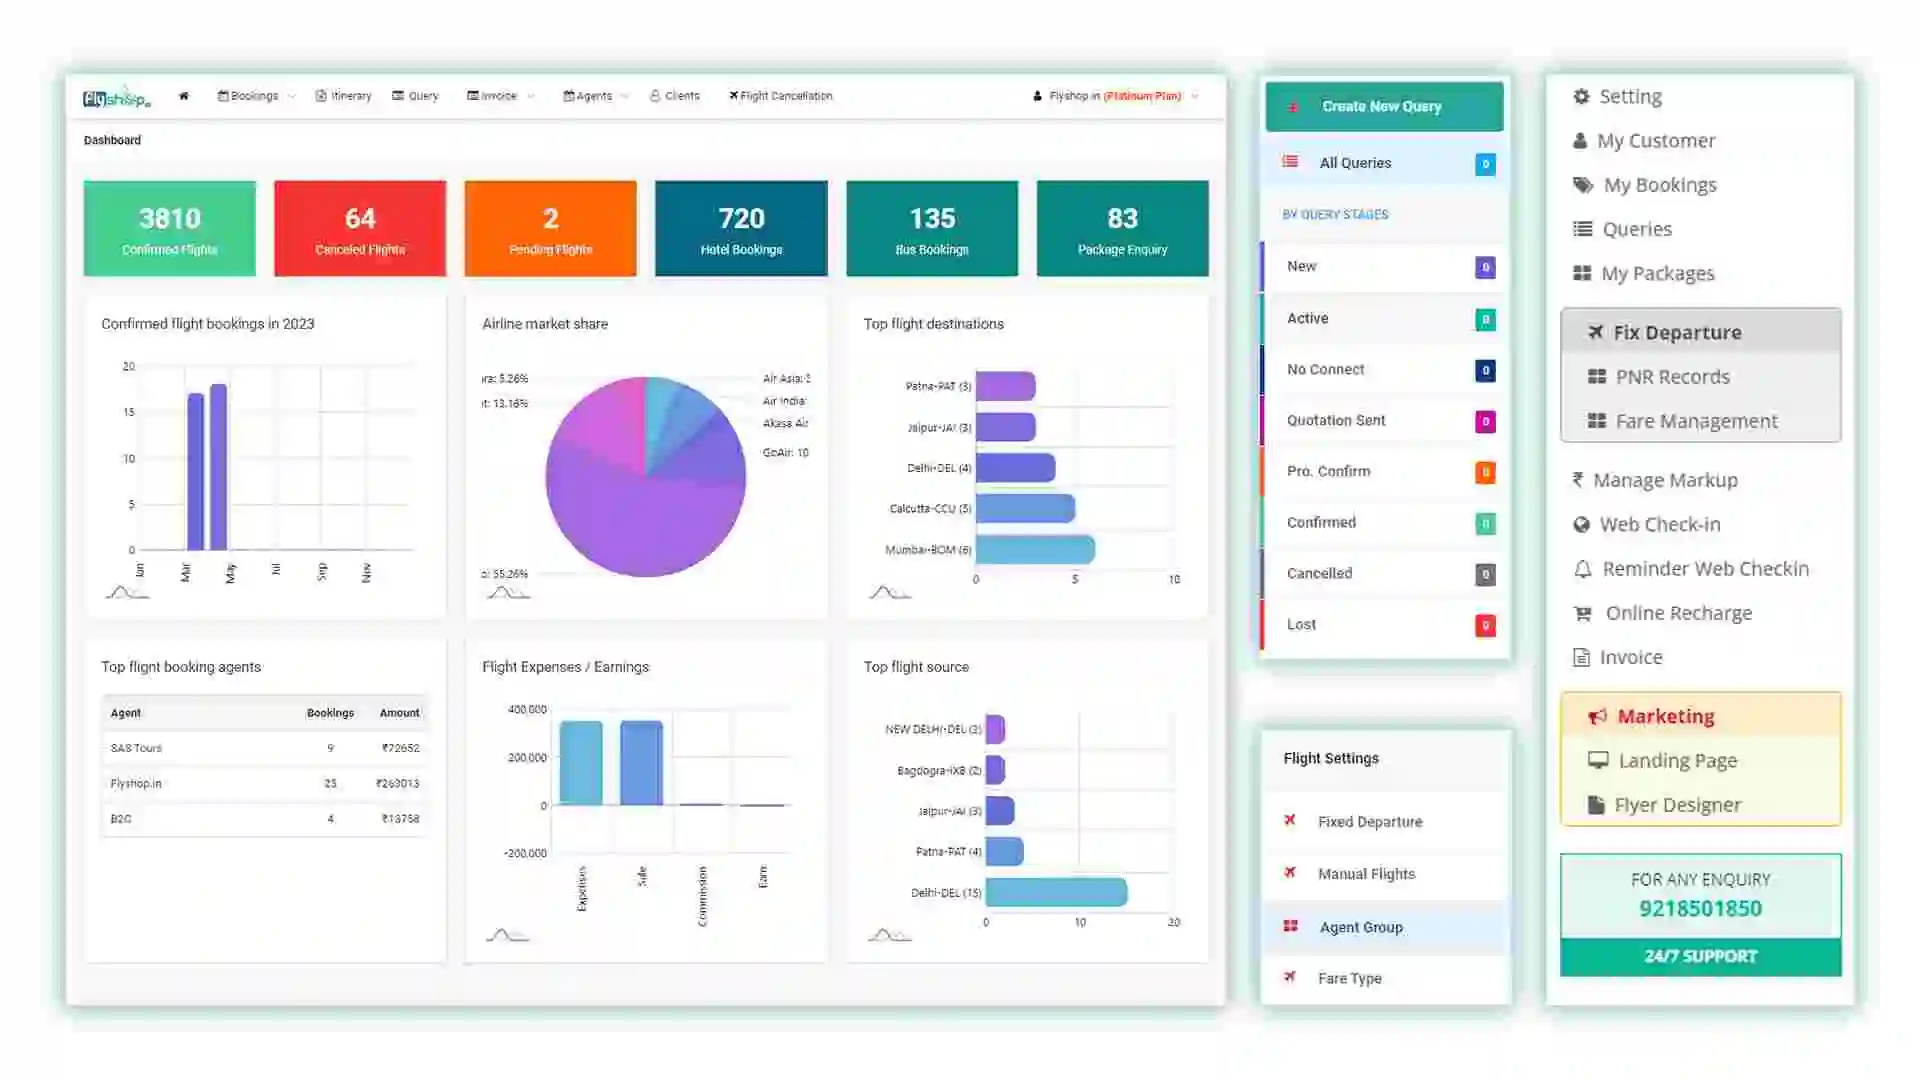 Flyshop.in
Bookings Itinerary Query Invoice Agents Clients Flight Cancellation Flyshop.in (Platinum Plan)
Dashboard
3810
Confirmed Flights
64
Canceled Flights
2
Pending Flights
720
Hotel Bookings
135
Bus Bookings
83
Package Enquiry
Confirmed flight bookings in 2023
20
15
10
5
0
Jan Mar May Jul Sep Nov
Airline market share
ra: 5.26%
t: 13.16%
Air Asia:
Air India:
Akasa Air
GoAir: 10
o: 55.26%
Top flight destinations
Patna-PAT (3)
Jaipur-JAI (3)
Delhi-DEL (4)
Calcutta-CCU (5)
Mumbai-BOM (6)
0 5 10
Top flight booking agents
Agent Bookings Amount
SAS Tours 9 ₹72652
Flyshop.in 25 ₹263013
B2C 4 ₹13758
Flight Expenses / Earnings
400,000
200,000
0
-200,000
Expenses Sale Commission Earn
Top flight source
NEW DELHI-DEL (2)
Bagdogra-IXB (2)
Jaipur-JAI (3)
Patna-PAT (4)
Delhi-DEL (15)
0 10 20
Create New Query
All Queries 0
BY QUERY STAGES
New 0
Active 0
No Connect 0
Quotation Sent 0
Pro. Confirm 0
Confirmed 0
Cancelled 0
Lost 0
Flight Settings
Fixed Departure
Manual Flights
Agent Group
Fare Type
Setting
My Customer
My Bookings
Queries
My Packages
Fix Departure
PNR Records
Fare Management
₹ Manage Markup
Web Check-in
Reminder Web Checkin
Online Recharge
Invoice
Marketing
Landing Page
Flyer Designer
FOR ANY ENQUIRY
9218501850
24/7 SUPPORT